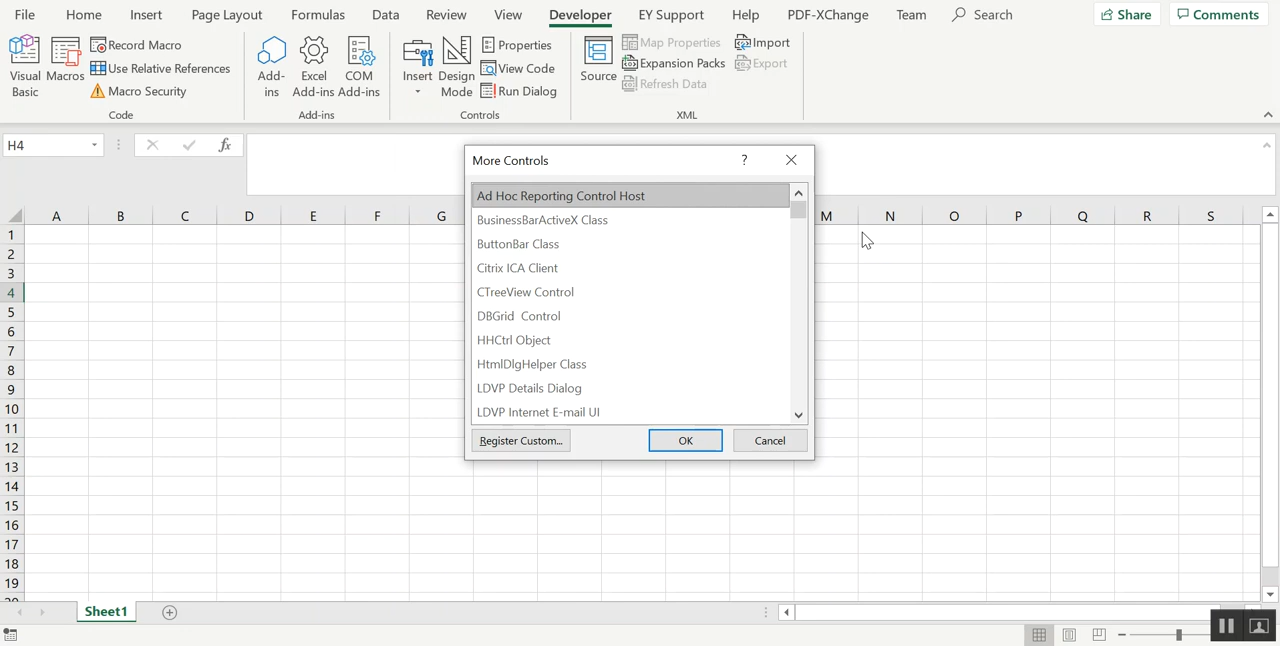 File Home Insert Page Layout Formulas Data Review View Developer EY Support Help PDF-XChange Team Search Share Comments
Visual Basic
Macros
Record Macro
Use Relative References
Macro Security
Code
Add-ins
Excel Add-ins
COM Add-ins
Add-ins
Insert
Design Mode
Properties
View Code
Run Dialog
Controls
Source
Map Properties
Expansion Packs
Refresh Data
Import
Export
XML
H4
fx
More Controls ?
Ad Hoc Reporting Control Host
BusinessBarActiveX Class
ButtonBar Class
Citrix ICA Client
CTreeView Control
DBGrid Control
HHCtrl Object
HtmlDlgHelper Class
LDVP Details Dialog
LDVP Internet E-mail UI
Register Custom... OK Cancel
A B C D E F G M N O P Q R S
1
2
3
4
5
6
7
8
9
10
11
12
13
14
15
16
17
18
19
Sheet1